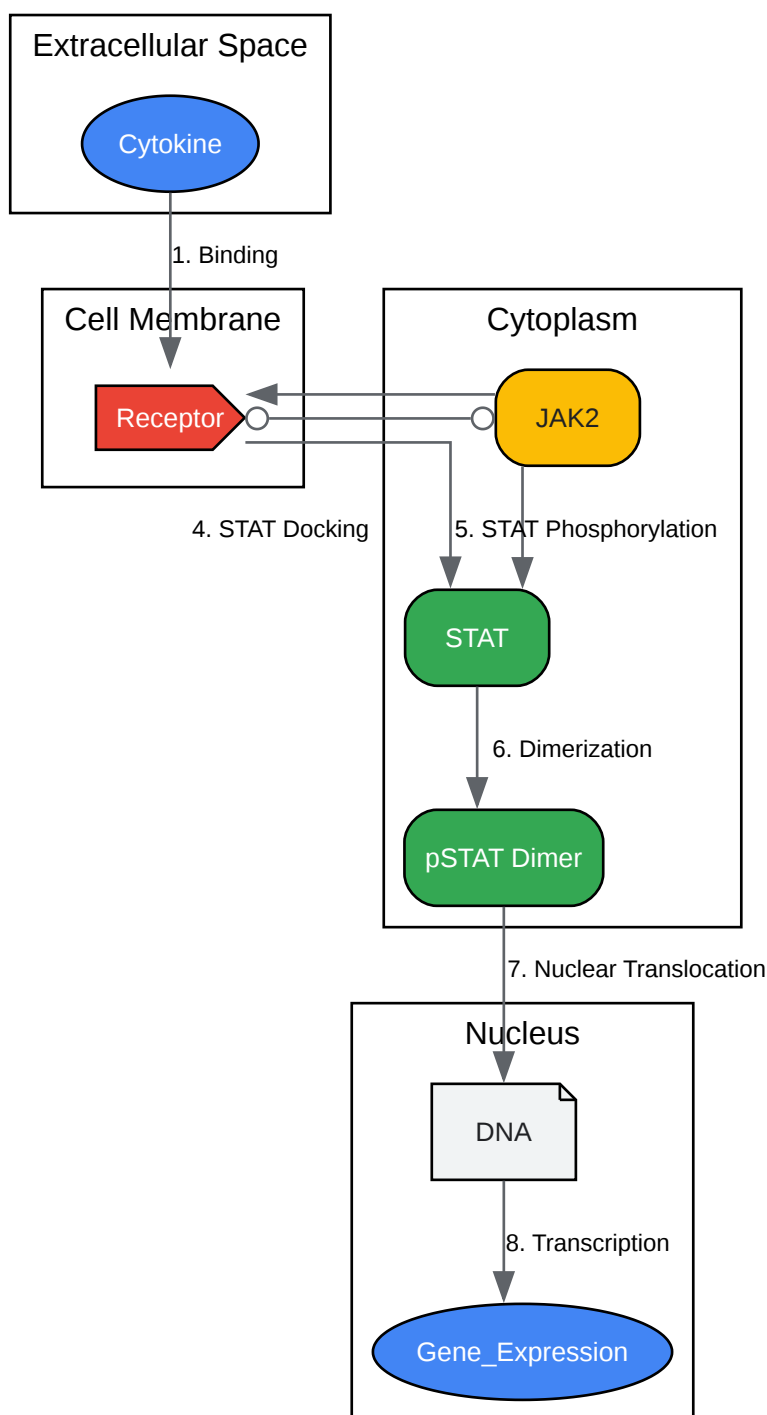 Extracellular Space
Cytokine
1. Binding
Cell Membrane
Cytoplasm
Receptor
JAK2
4. STAT Docking
5. STAT Phosphorylation
STAT
6. Dimerization
pSTAT Dimer
7. Nuclear Translocation
Nucleus
DNA
8. Transcription
Gene_Expression